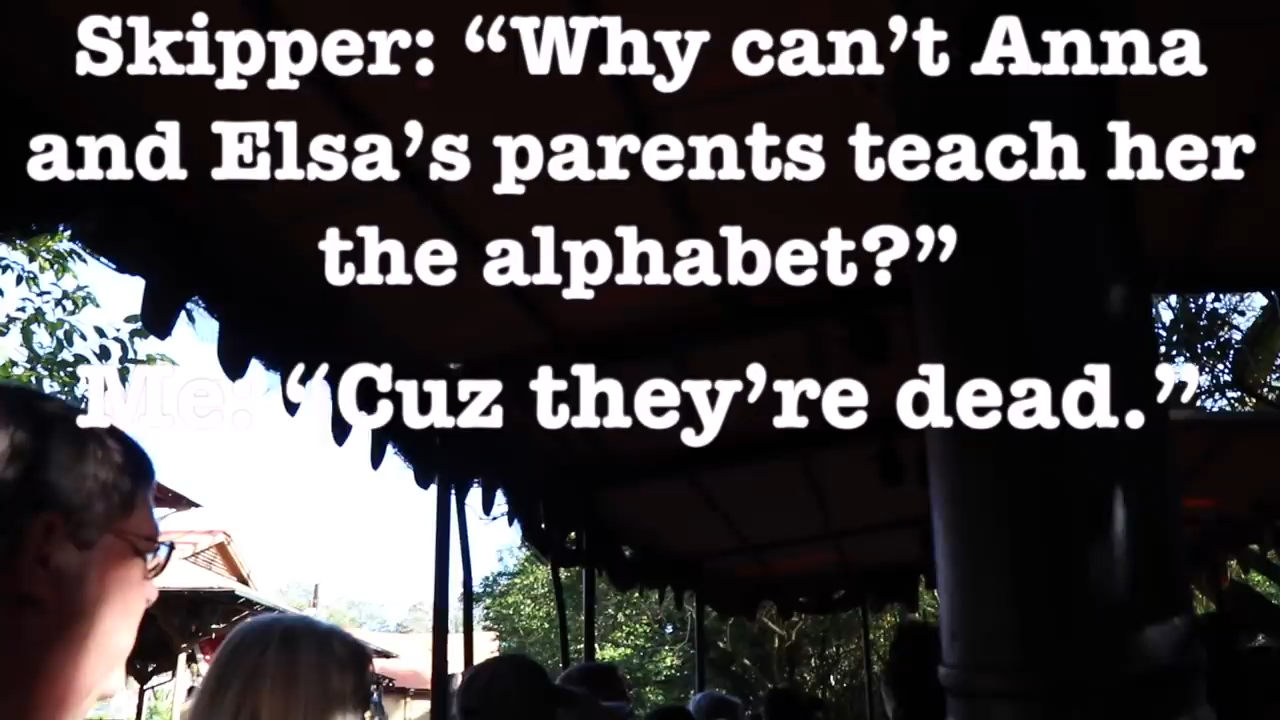 Skipper: “Why can’t Anna
and Elsa’s parents teach her
the alphabet?”
Me: “Cuz they’re dead.”